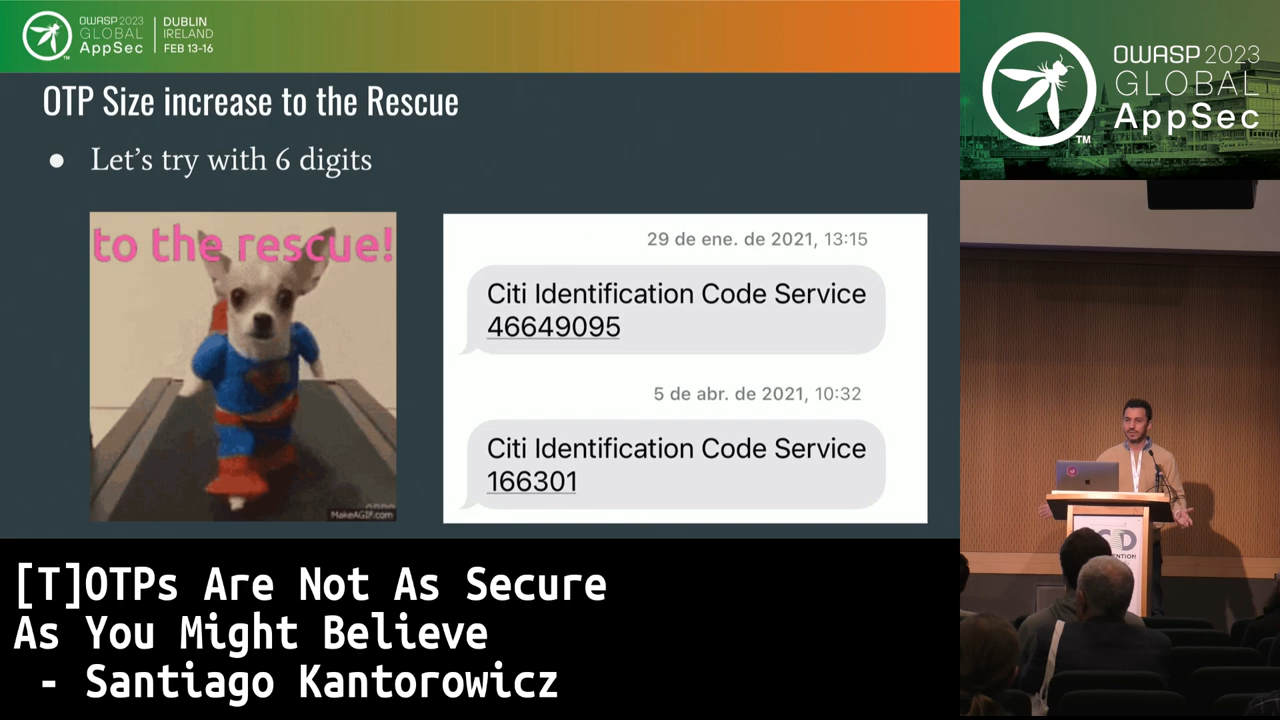 OWASP 2023
GLOBAL
AppSec
DUBLIN
IRELAND
FEB 13-16
TM
OTP Size increase to the Rescue
● Let’s try with 6 digits
to the rescue!
MakeAGIF.com
29 de ene. de 2021, 13:15
Citi Identification Code Service
46649095
5 de abr. de 2021, 10:32
Citi Identification Code Service
166301
[T]OTPs Are Not As Secure
As You Might Believe
- Santiago Kantorowicz
OWASP 2023
GLOBAL
AppSec
TM